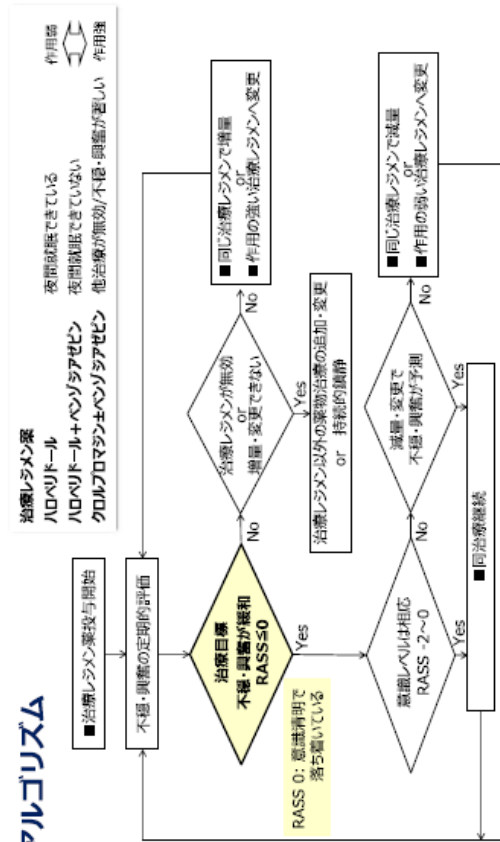 アルゴリズム
治療レジメン薬
ハロペリドール 夜間就眠できている 作用弱
ハロペリドール+ベンゾジアゼピン 夜間就眠できていない
クロルプロマジン±ベンゾジアゼピン 他治療が無効/不穏・興奮が著しい 作用強
■治療レジメン薬投与開始
不穏・興奮の定期的評価
治療目標
不穏・興奮が緩和
RASS≦0
No
治療レジメンが無効
or
増量・変更できない
No
■同じ治療レジメンで増量
or
■作用の強い治療レジメンへ変更
Yes
治療レジメン以外の薬物治療の追加・変更
or 持続的鎮静
Yes
RASS 0: 意識清明で
落ち着いている
意識レベルは相応
RASS -2~0
No
減量・変更で
不穏・興奮が予測
No
■同じ治療レジメンで減量
or
■作用の弱い治療レジメンへ変更
Yes
Yes
■同治療継続